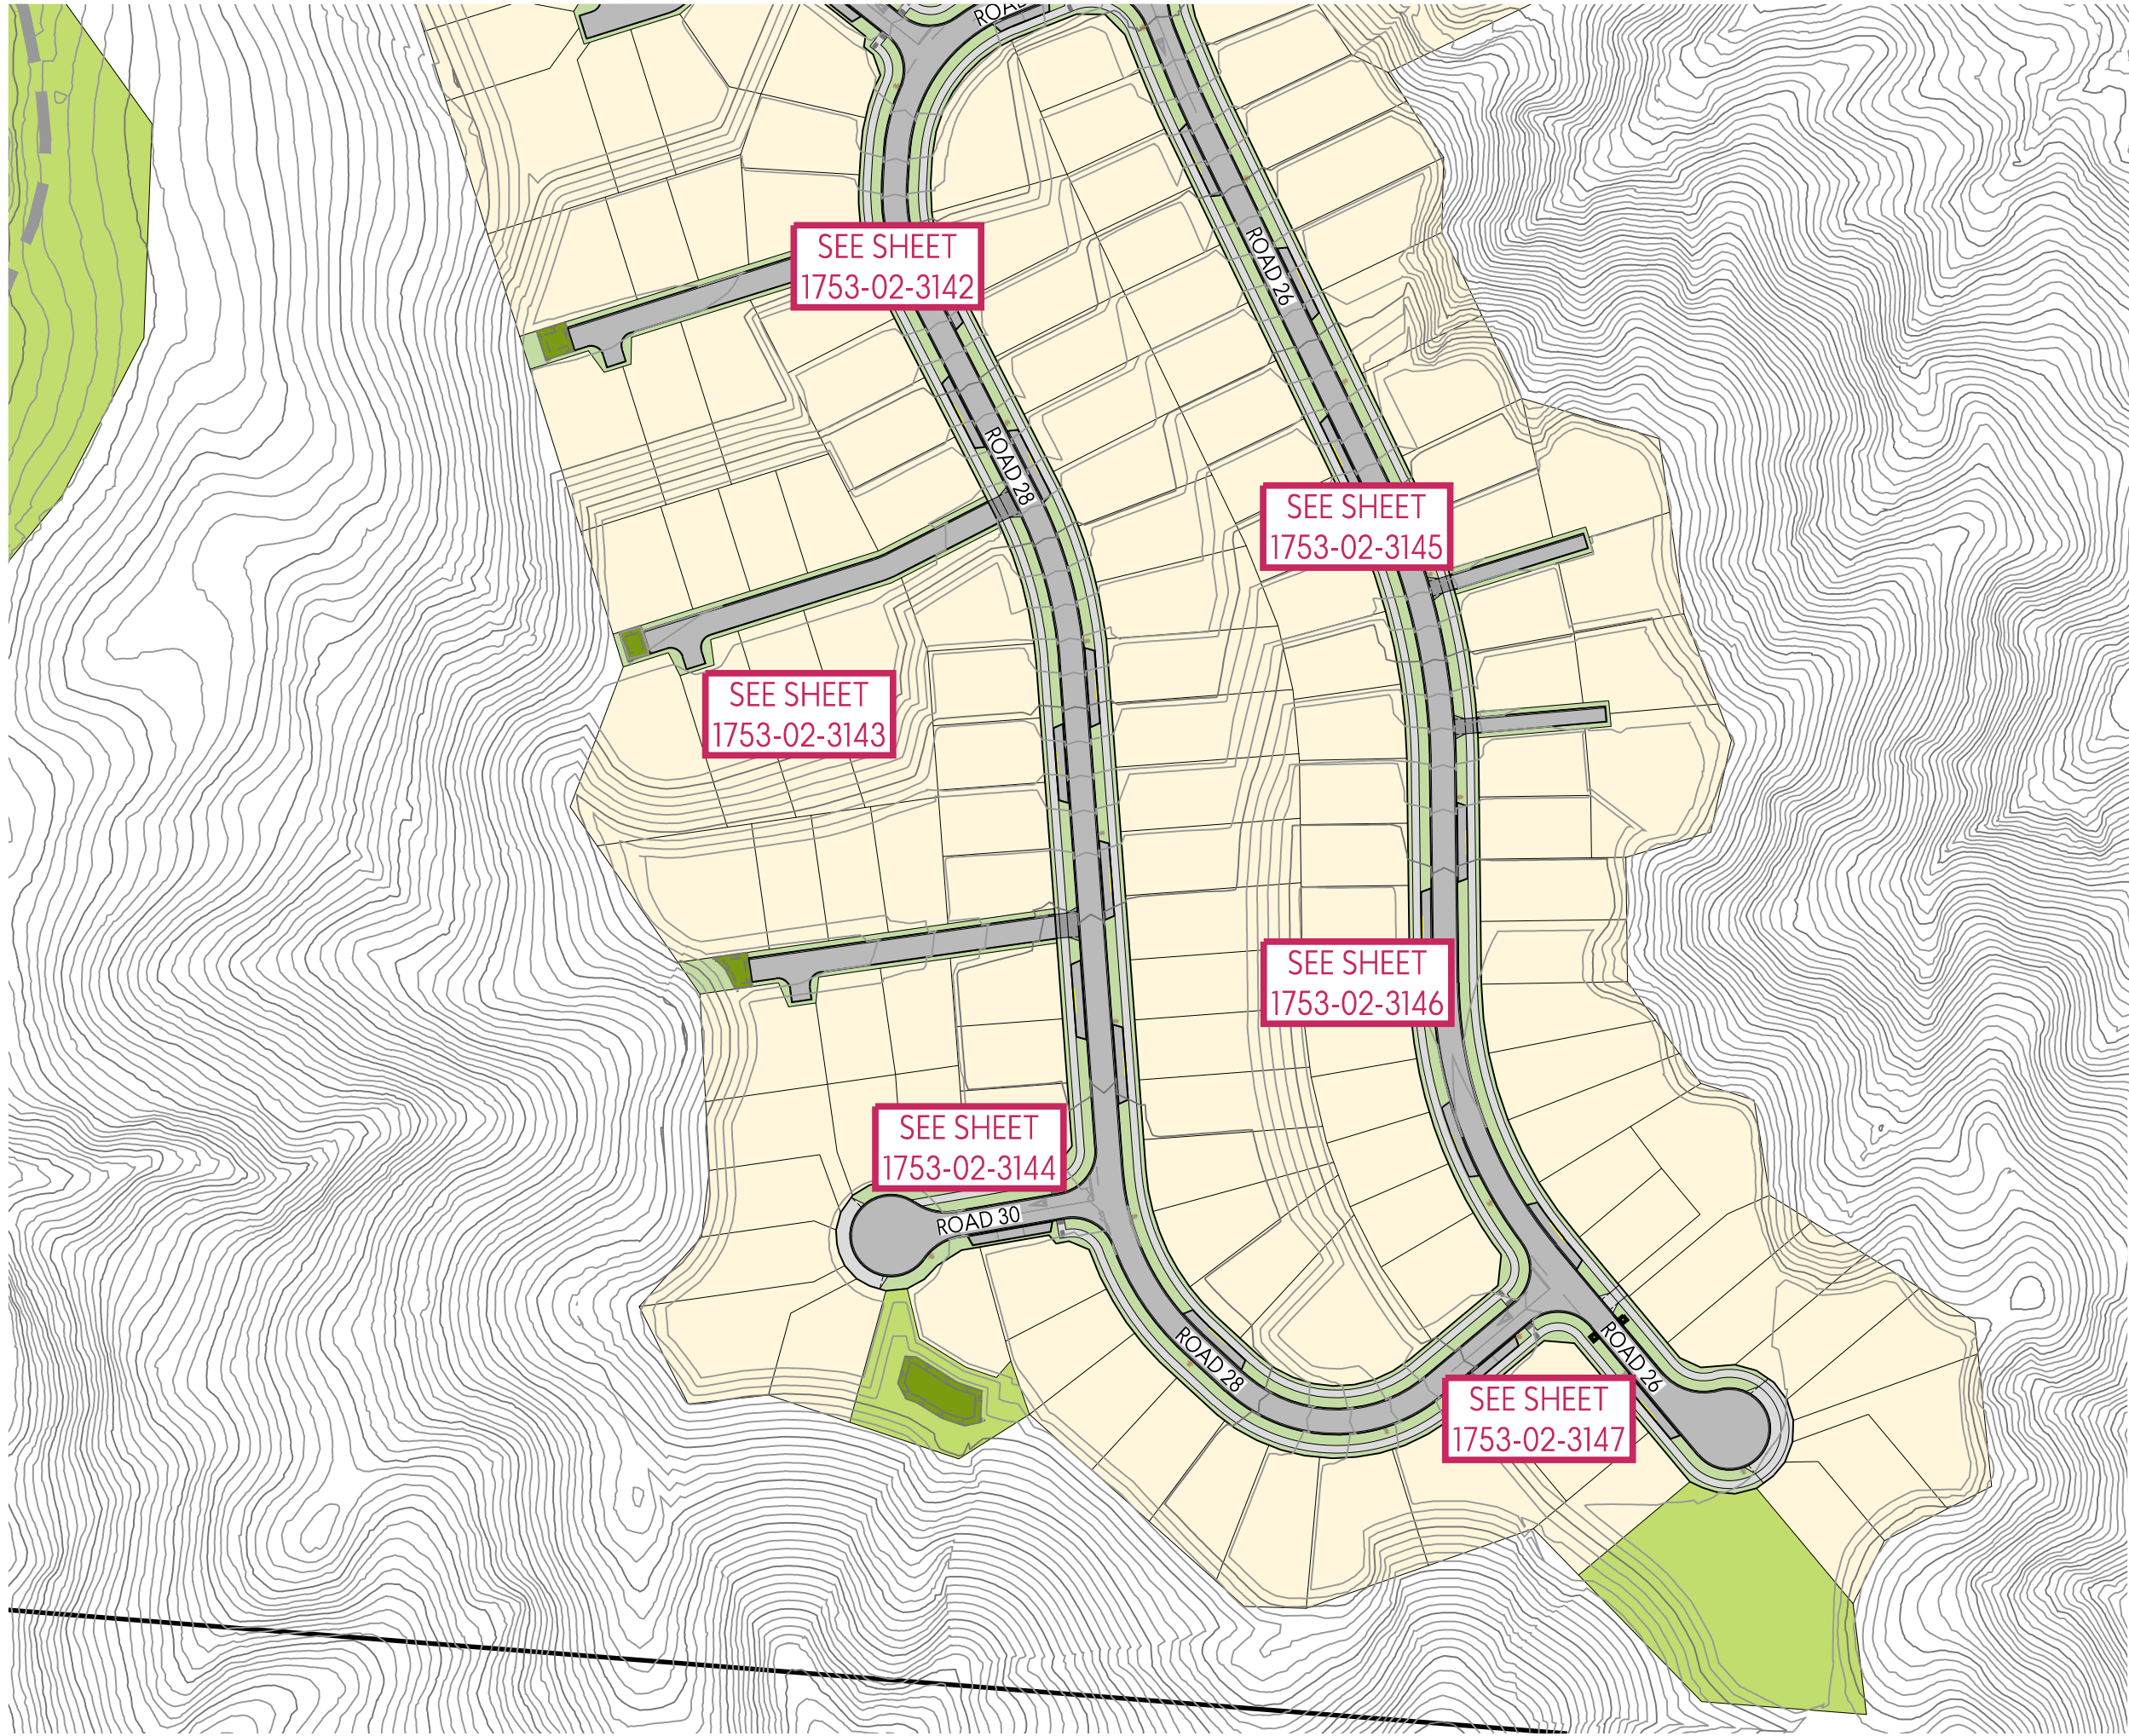 ROAD
SEE SHEET
1753-02-3142
ROAD 26
ROAD 28
SEE SHEET
1753-02-3145
SEE SHEET
1753-02-3143
SEE SHEET
1753-02-3146
SEE SHEET
1753-02-3144
ROAD 30
ROAD 28
ROAD 26
SEE SHEET
1753-02-3147